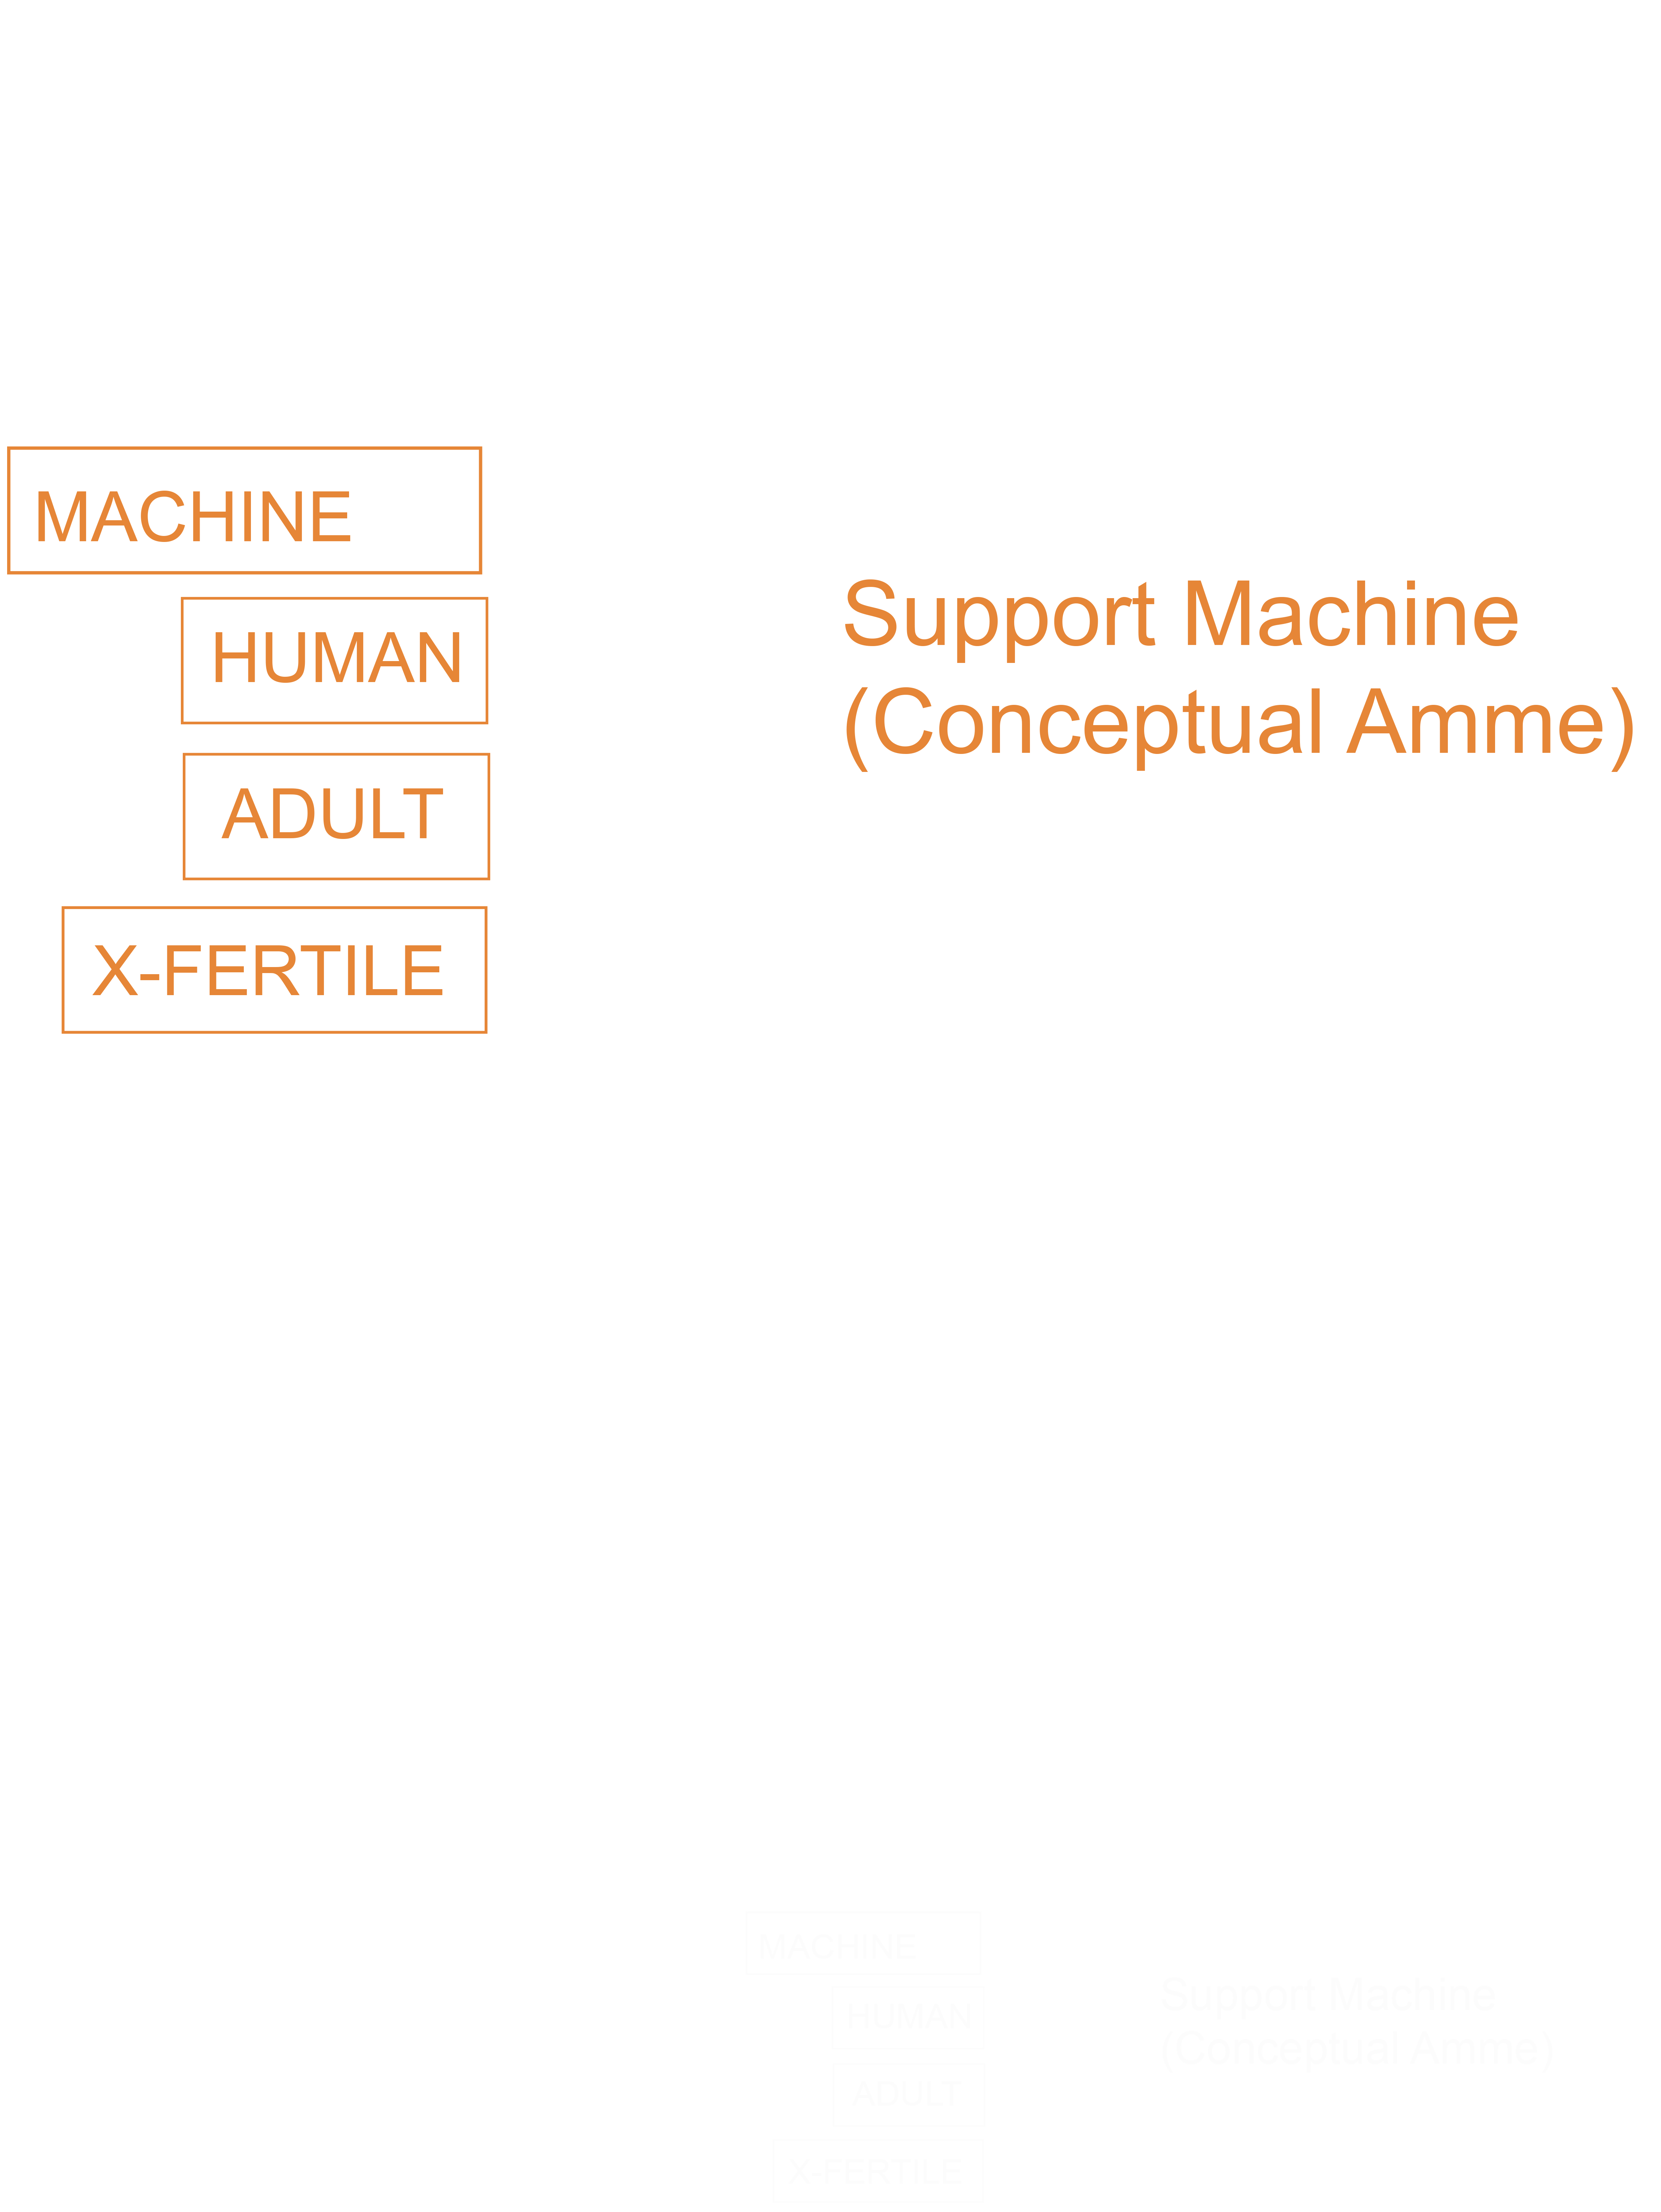 MACHINE
HUMAN
ADULT
X-FERTILE
Support Machine
(Conceptual Amme)
MACHINE
HUMAN
ADULT
X-FERTILE
Support Machine
(Conceptual Amme)